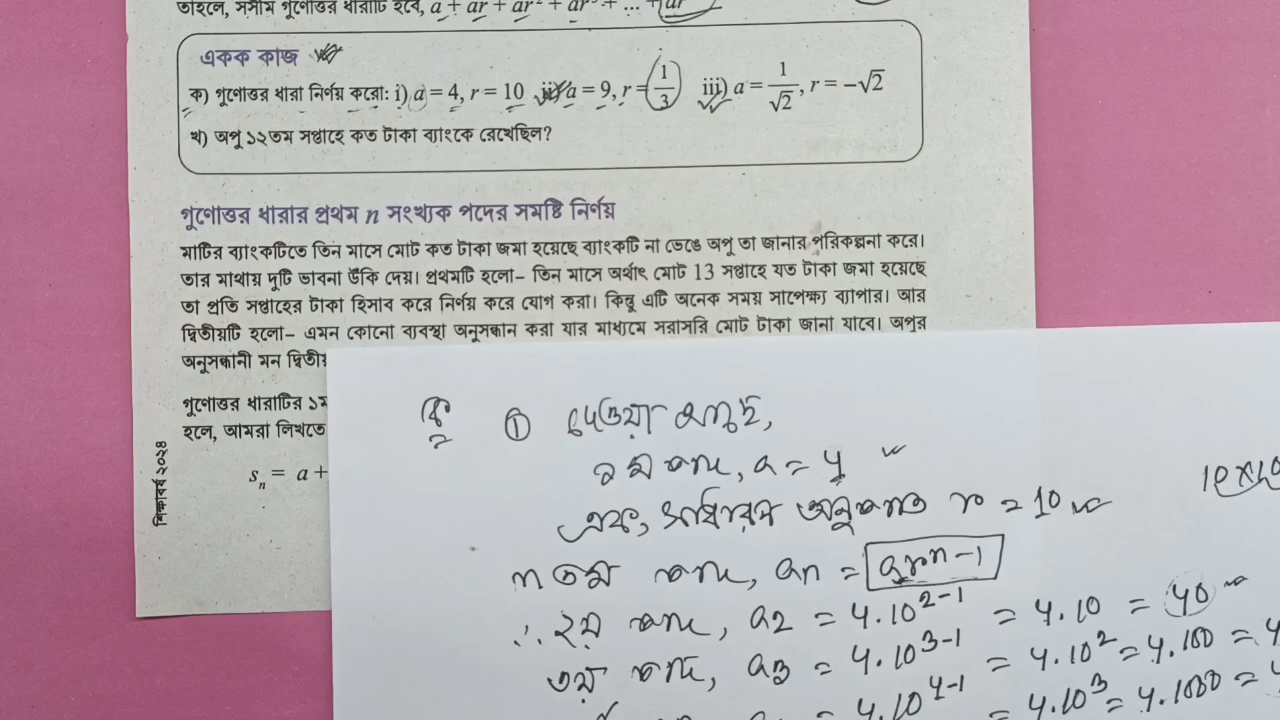 তাহলে, সসীম গুণোত্তর ধারাটি হবে, a + ar + ar² + ar³ + ... + ar
একক কাজ
ক) গুণোত্তর ধারা নির্ণয় করো: i) a = 4, r = 10 ii) a = 9, r = 1/3 iii) a = 1/√2, r = −√2
খ) অপু ১২তম সপ্তাহে কত টাকা ব্যাংকে রেখেছিল?
গুণোত্তর ধারার প্রথম n সংখ্যক পদের সমষ্টি নির্ণয়
মাটির ব্যাংকটিতে তিন মাসে মোট কত টাকা জমা হয়েছে ব্যাংকটি না ভেঙে অপু তা জানার পরিকল্পনা করে।
তার মাথায় দুটি ভাবনা উঁকি দেয়। প্রথমটি হলো– তিন মাসে অর্থাৎ মোট 13 সপ্তাহে যত টাকা জমা হয়েছে
তা প্রতি সপ্তাহের টাকা হিসাব করে নির্ণয় করে যোগ করা। কিন্তু এটি অনেক সময় সাপেক্ষ্য ব্যাপার। আর
দ্বিতীয়টি হলো– এমন কোনো ব্যবস্থা অনুসন্ধান করা যার মাধ্যমে সরাসরি মোট টাকা জানা যাবে। অপুর
অনুসন্ধানী মন দ্বিতীয়
গুণোত্তর ধারাটির ১ম
হলে, আমরা লিখতে
sₙ = a +
শিক্ষাবর্ষ ২০২৪
ক) ① দেওয়া আছে,
১ম পদ, a = 4
এবং, সাধারণ অনুপাত r = 10
10×10
n তম পদ, aₙ = arⁿ⁻¹
∴ ২য় পদ, a2 = 4.10²⁻¹ = 4.10 = 40
৩য় পদ, a3 = 4.10³⁻¹ = 4.10² = 4.100 = 4
4.10⁴⁻¹ = 4.10³ = 4.1000 =